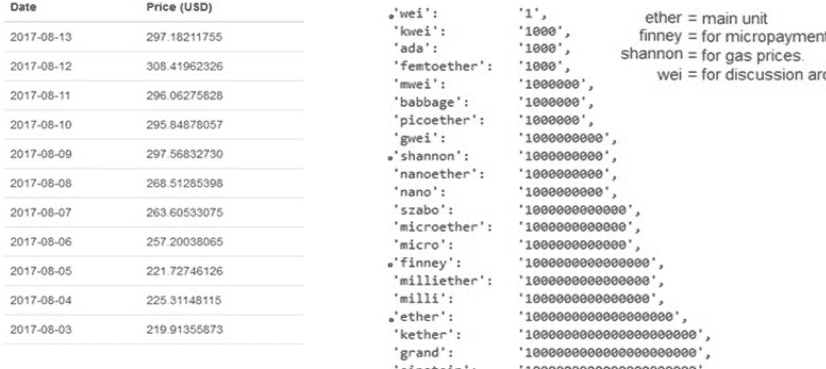 Date Price (USD)
2017-08-13 297.18211755
2017-08-12 308.41962326
2017-08-11 296.06275828
2017-08-10 295.84878057
2017-08-09 297.56832730
2017-08-08 268.51285398
2017-08-07 263.60533075
2017-08-06 257.20038065
2017-08-05 221.72746126
2017-08-04 225.31148115
2017-08-03 219.91355873
'wei': '1',
'kwei': '1000',
'ada': '1000',
'femtoether': '1000',
'mwei': '1000000',
'babbage': '1000000',
'picoether': '1000000',
'gwei': '1000000000',
'shannon': '1000000000',
'nanoether': '1000000000',
'nano': '1000000000',
'szabo': '1000000000000',
'microether': '1000000000000',
'micro': '1000000000000',
'finney': '1000000000000000',
'milliether': '1000000000000000',
'milli': '1000000000000000',
'ether': '1000000000000000000',
'kether': '1000000000000000000000',
'grand': '1000000000000000000000',
ether = main unit
finney = for micropayment
shannon = for gas prices.
wei = for discussion